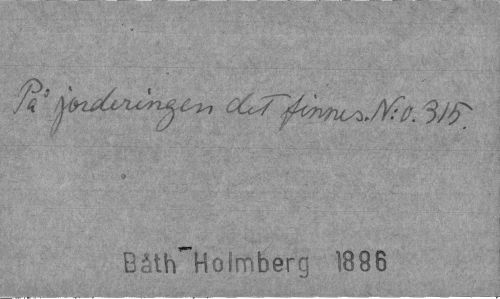 På jorderingen det finnes. N:o. 315.
Båth Holmberg 1886